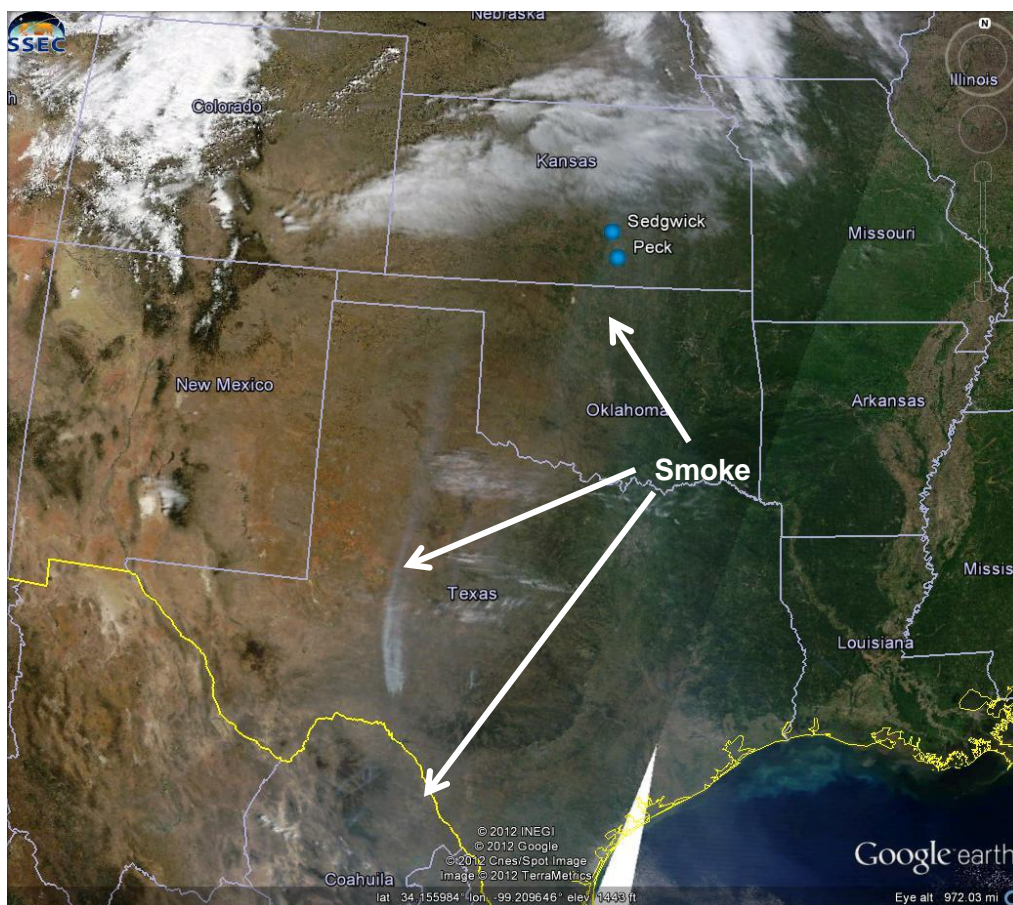 Nebraska
SSEC
N
Illinois
Colorado
Kansas
Sedgwick
Peck
Missouri
New Mexico
Oklahoma
Arkansas
Smoke
Texas
Missis
Louisiana
© 2012 INEGI
© 2012 Google
© 2012 Cnes/Spot Image
Image © 2012 TerraMetrics
Google earth
Coahuila
lat 34.155984° lon -99.209646° elev 1443 ft
Eye alt 972.03 mi